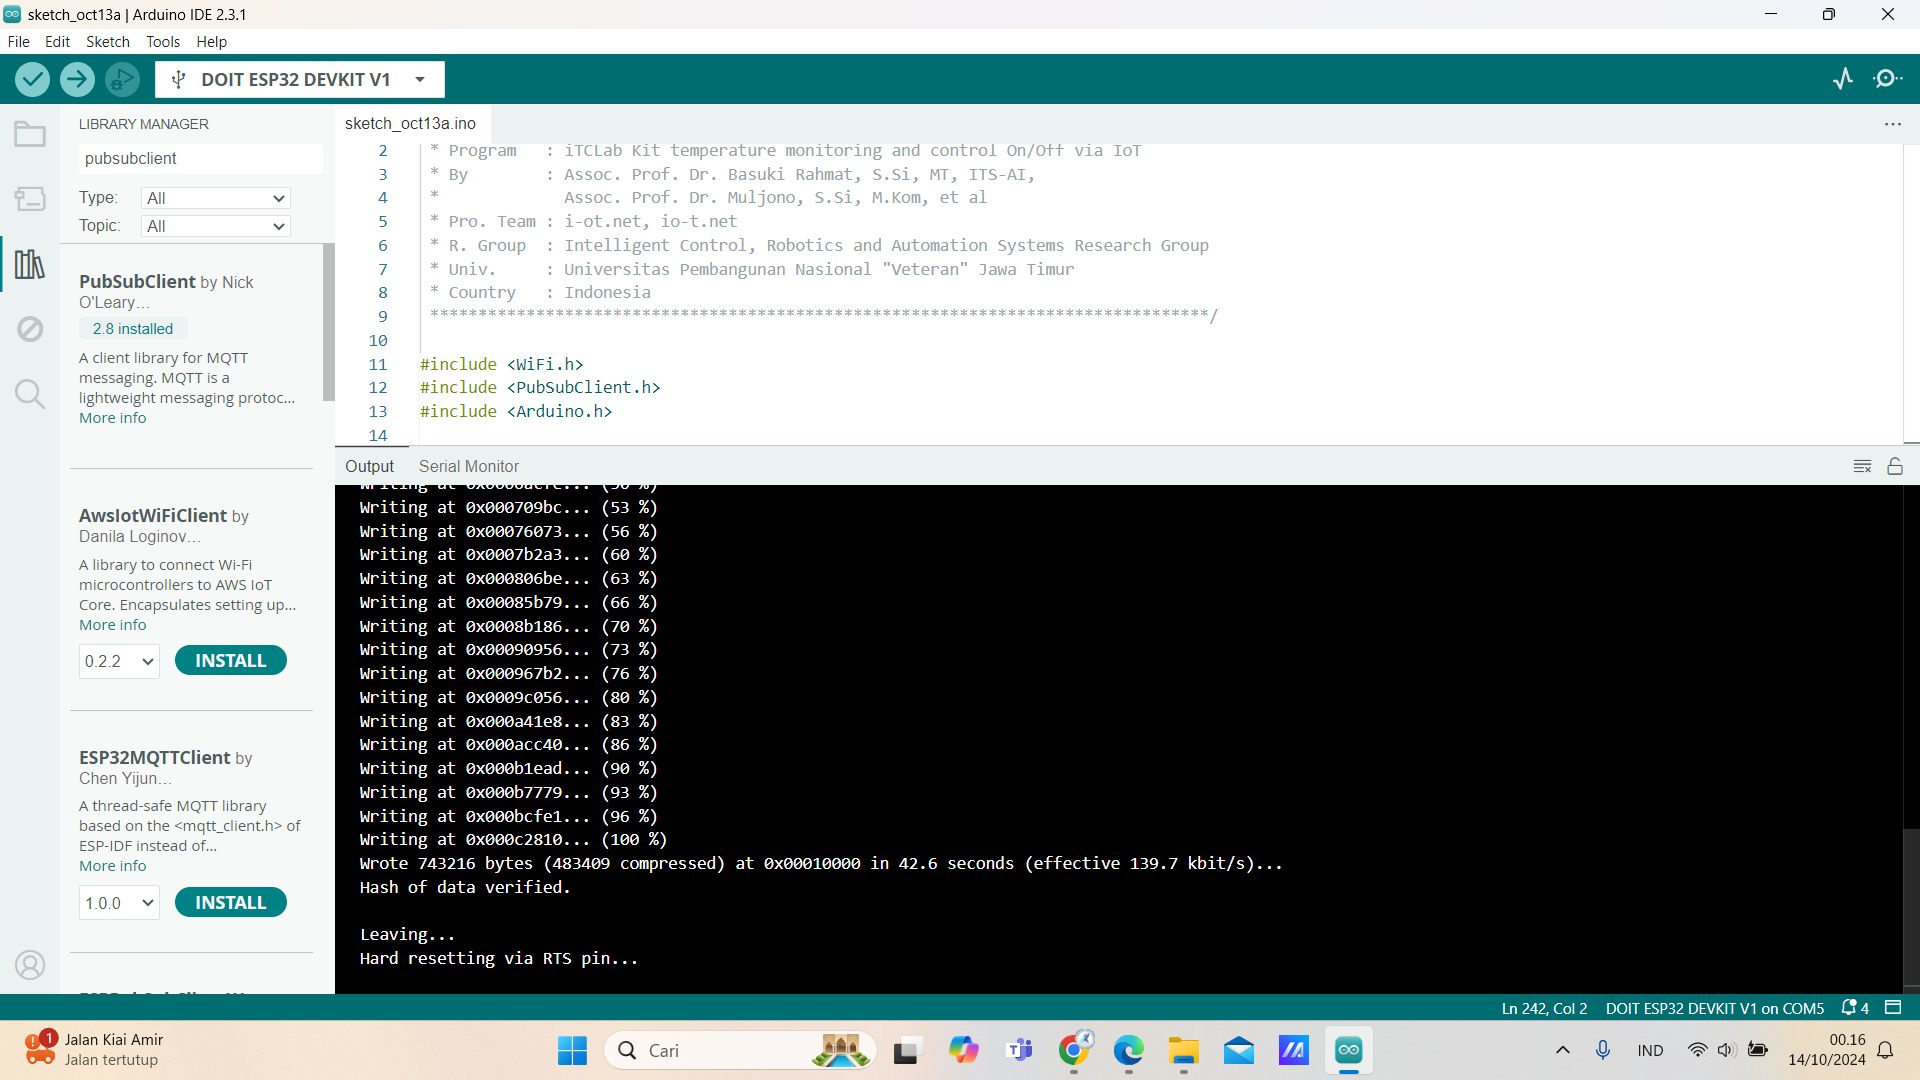 sketch_oct13a | Arduino IDE 2.3.1
File Edit Sketch Tools Help
DOIT ESP32 DEVKIT V1
LIBRARY MANAGER
pubsubclient
Type: All
Topic: All
PubSubClient by Nick
O'Leary...
2.8 installed
A client library for MQTT
messaging. MQTT is a
lightweight messaging protoc...
More info
AwsIotWiFiClient by
Danila Loginov...
A library to connect Wi-Fi
microcontrollers to AWS IoT
Core. Encapsulates setting up...
More info
0.2.2 INSTALL
ESP32MQTTClient by
Chen Yijun...
A thread-safe MQTT library
based on the <mqtt_client.h> of
ESP-IDF instead of...
More info
1.0.0 INSTALL
sketch_oct13a.ino
2 * Program : iTCLab Kit temperature monitoring and control On/Off via IoT
3 * By : Assoc. Prof. Dr. Basuki Rahmat, S.Si, MT, ITS-AI,
4 * Assoc. Prof. Dr. Muljono, S.Si, M.Kom, et al
5 * Pro. Team : i-ot.net, io-t.net
6 * R. Group : Intelligent Control, Robotics and Automation Systems Research Group
7 * Univ. : Universitas Pembangunan Nasional "Veteran" Jawa Timur
8 * Country : Indonesia
9 *********************************************************************************/
10
11 #include <WiFi.h>
12 #include <PubSubClient.h>
13 #include <Arduino.h>
14
Output Serial Monitor
Writing at 0x000709bc... (53 %)
Writing at 0x00076073... (56 %)
Writing at 0x0007b2a3... (60 %)
Writing at 0x000806be... (63 %)
Writing at 0x00085b79... (66 %)
Writing at 0x0008b186... (70 %)
Writing at 0x00090956... (73 %)
Writing at 0x000967b2... (76 %)
Writing at 0x0009c056... (80 %)
Writing at 0x000a41e8... (83 %)
Writing at 0x000acc40... (86 %)
Writing at 0x000b1ead... (90 %)
Writing at 0x000b7779... (93 %)
Writing at 0x000bcfe1... (96 %)
Writing at 0x000c2810... (100 %)
Wrote 743216 bytes (483409 compressed) at 0x00010000 in 42.6 seconds (effective 139.7 kbit/s)...
Hash of data verified.
Leaving...
Hard resetting via RTS pin...
Ln 242, Col 2 DOIT ESP32 DEVKIT V1 on COM5 4
1
Jalan Kiai Amir
Jalan tertutup
Cari
IND
00.16
14/10/2024